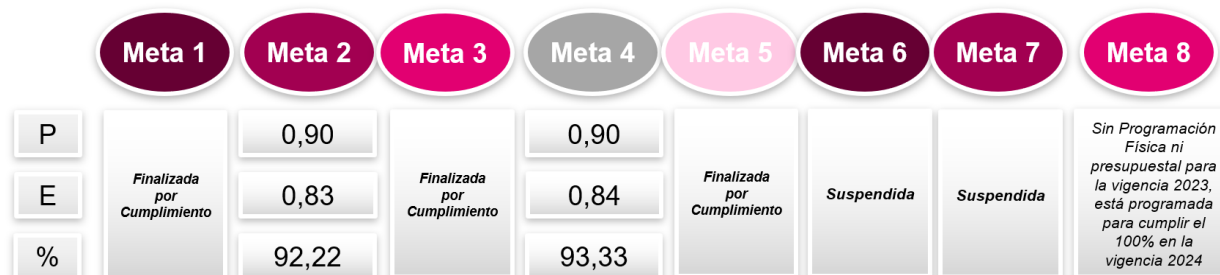 Meta 1
Meta 2
Meta 3
Meta 4
Meta 5
Meta 6
Meta 7
Meta 8
P
E
%
Finalizada
por
Cumplimiento
0,90
0,83
92,22
Finalizada
por
Cumplimiento
0,90
0,84
93,33
Finalizada
por
Cumplimiento
Suspendida
Suspendida
Sin Programación
Física ni
presupuestal para
la vigencia 2023,
está programada
para cumplir el
100% en la
vigencia 2024